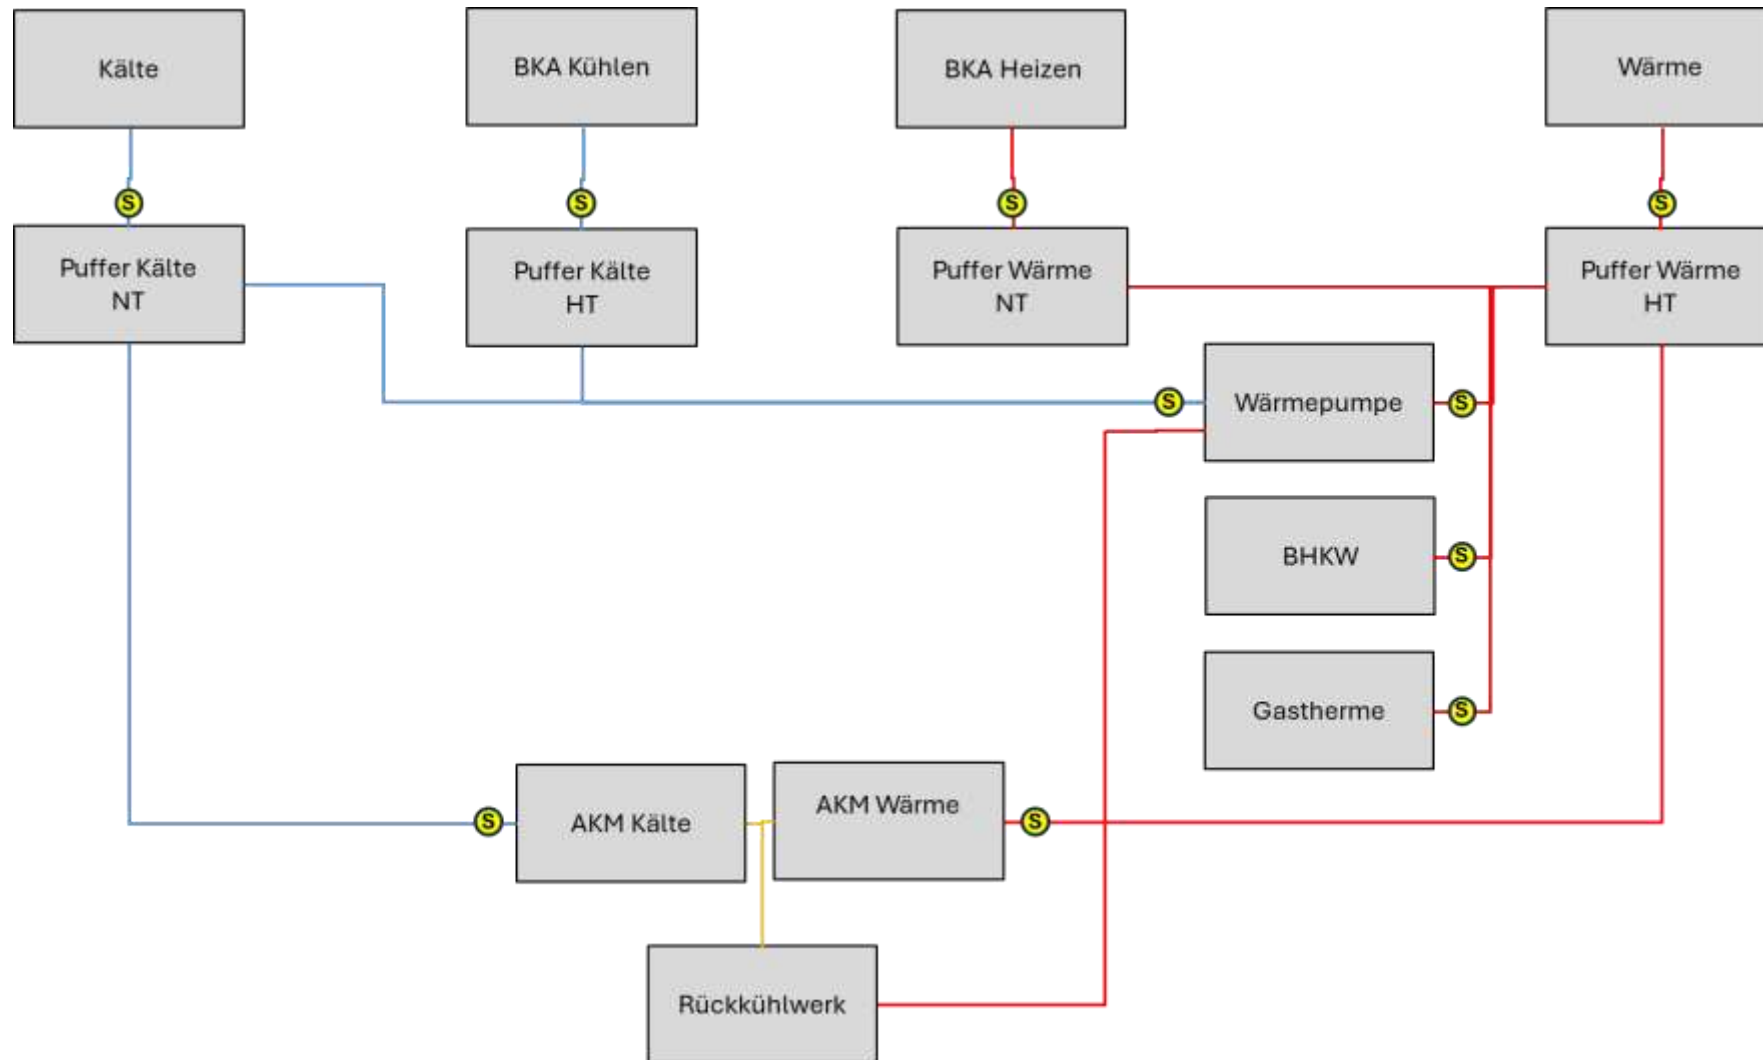 Kälte
BKA Kühlen
BKA Heizen
Wärme
S
S
S
S
Puffer Kälte
NT
Puffer Kälte
HT
Puffer Wärme
NT
Puffer Wärme
HT
S
Wärmepumpe
S
BHKW
S
Gastherme
S
S
AKM Kälte
AKM Wärme
S
Rückkühlwerk